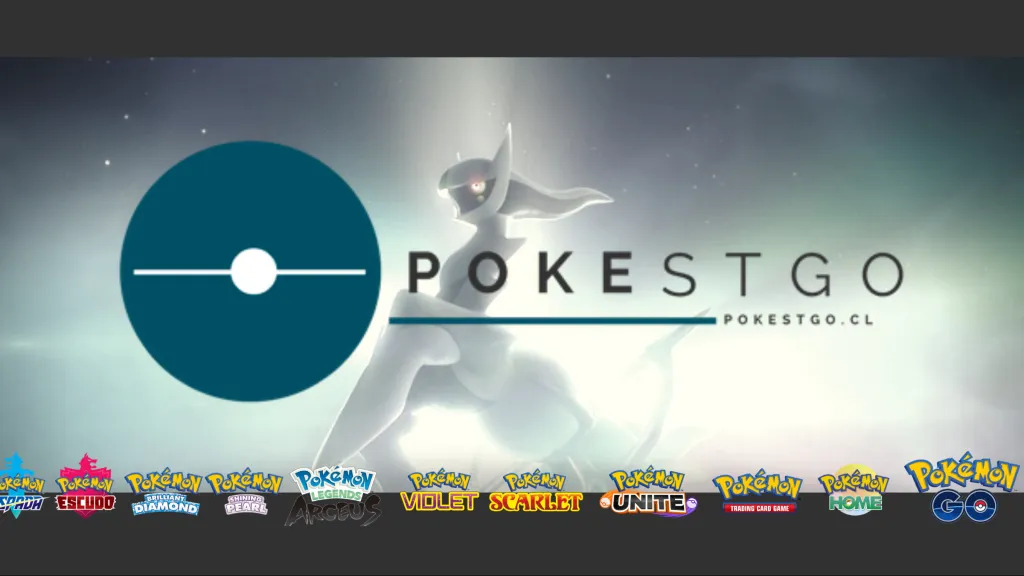 POKESTGO
POKESTGO.CL
Pokémon ESPADA
Pokémon ESCUDO
Pokémon BRILLIANT DIAMOND
Pokémon SHINING PEARL
Pokémon LEGENDS ARCEUS
Pokémon VIOLET
Pokémon SCARLET
Pokémon UNITE
Pokémon TRADING CARD GAME
Pokémon HOME
Pokémon GO